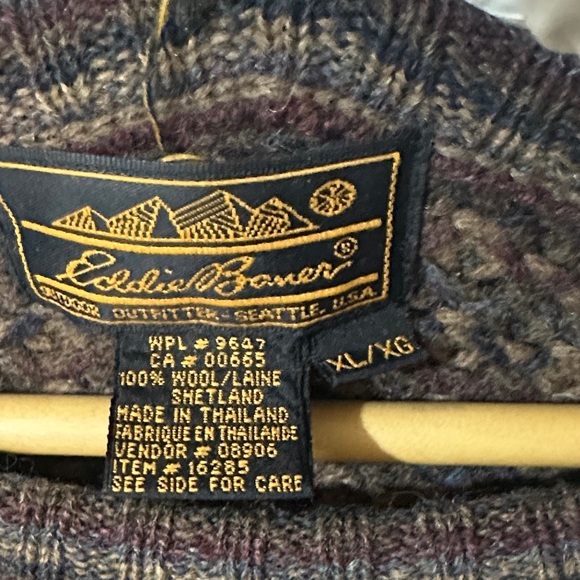 Eddie Bauer®
OUTDOOR OUTFITTER-SEATTLE, U.S.A.
XL/XG
WPL # 9647
CA # 00665
100% WOOL/LAINE
SHETLAND
MADE IN THAILAND
FABRIQUE EN THAILANDE
VENDOR # 08906
ITEM # 16285
SEE SIDE FOR CARE